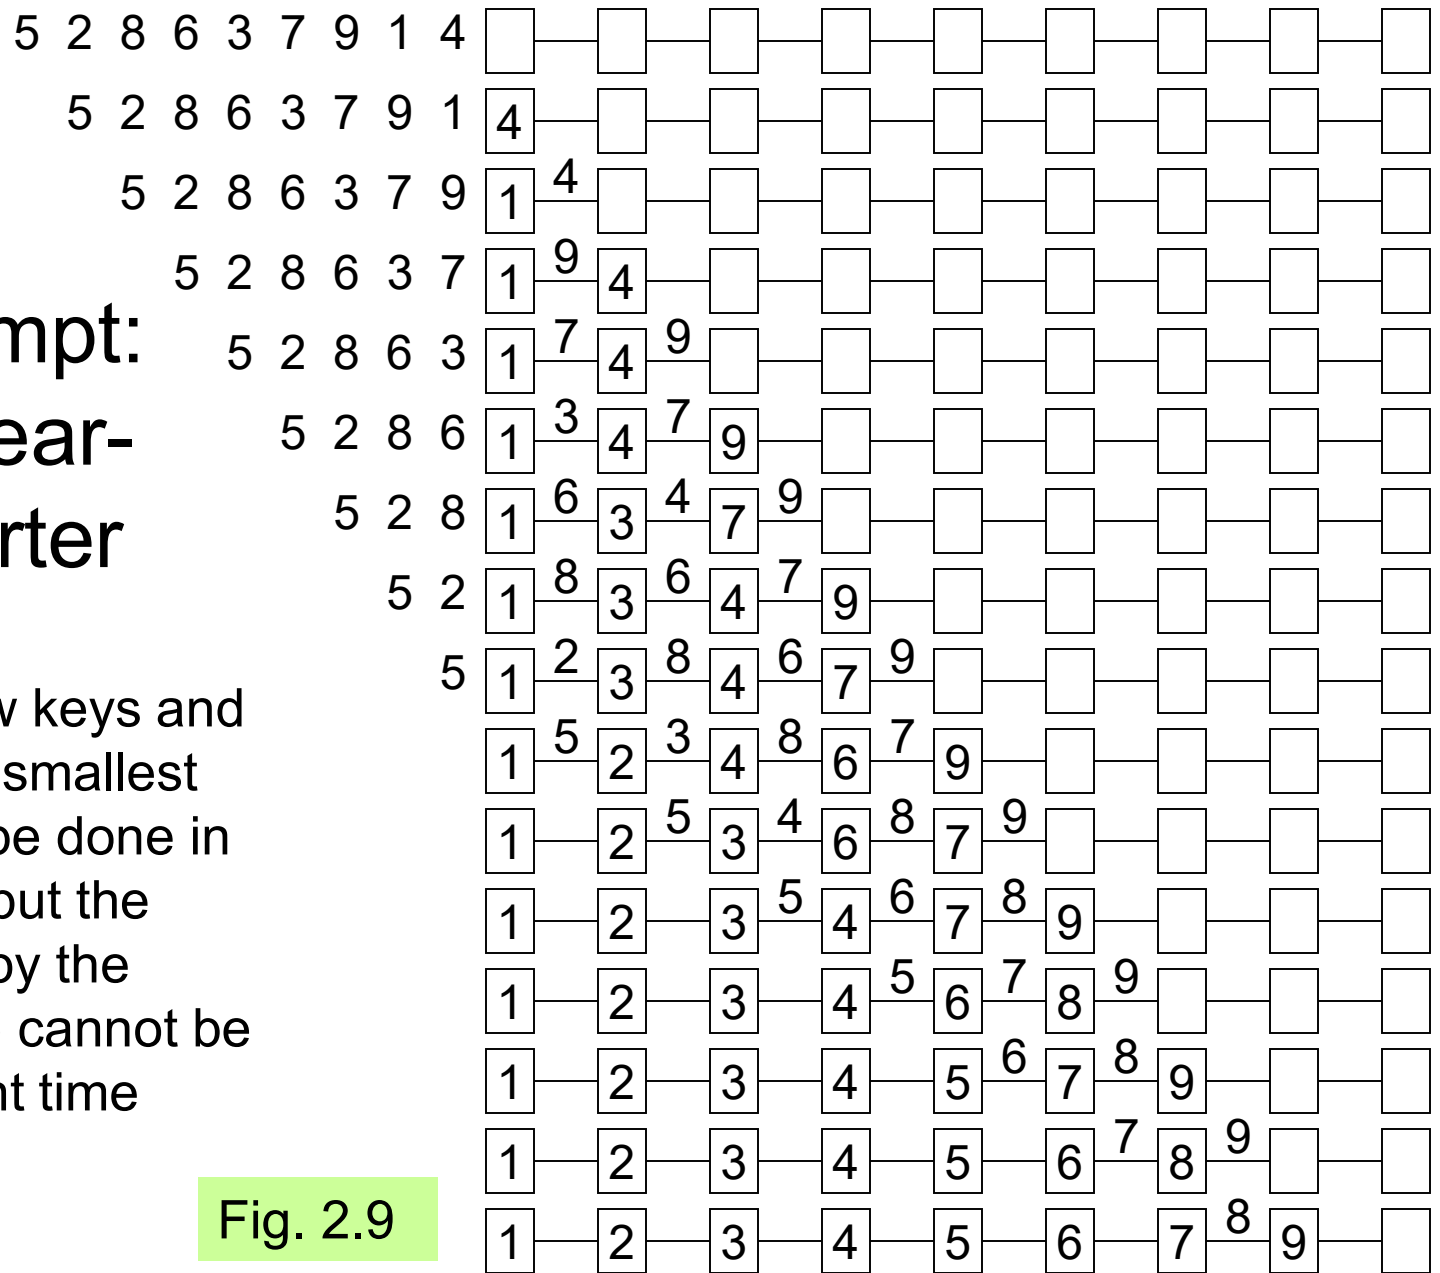 5 2 8 6 3 7 9 1 4
5 2 8 6 3 7 9 1 4
5 2 8 6 3 7 9 1 4
5 2 8 6 3 7 1 9 4
5 2 8 6 3 1 7 4 9
5 2 8 6 1 3 4 7 9
5 2 8 1 6 3 4 7 9
5 2 1 8 3 6 4 7 9
5 1 2 3 8 4 6 7 9
1 5 2 3 4 8 6 7 9
1 2 5 3 4 6 8 7 9
1 2 3 5 4 6 7 8 9
1 2 3 4 5 6 7 8 9
1 2 3 4 5 6 7 8 9
1 2 3 4 5 6 7 8 9
1 2 3 4 5 6 7 8 9
mpt:
ear-
rter
w keys and
smallest
be done in
but the
by the
cannot be
nt time
Fig. 2.9